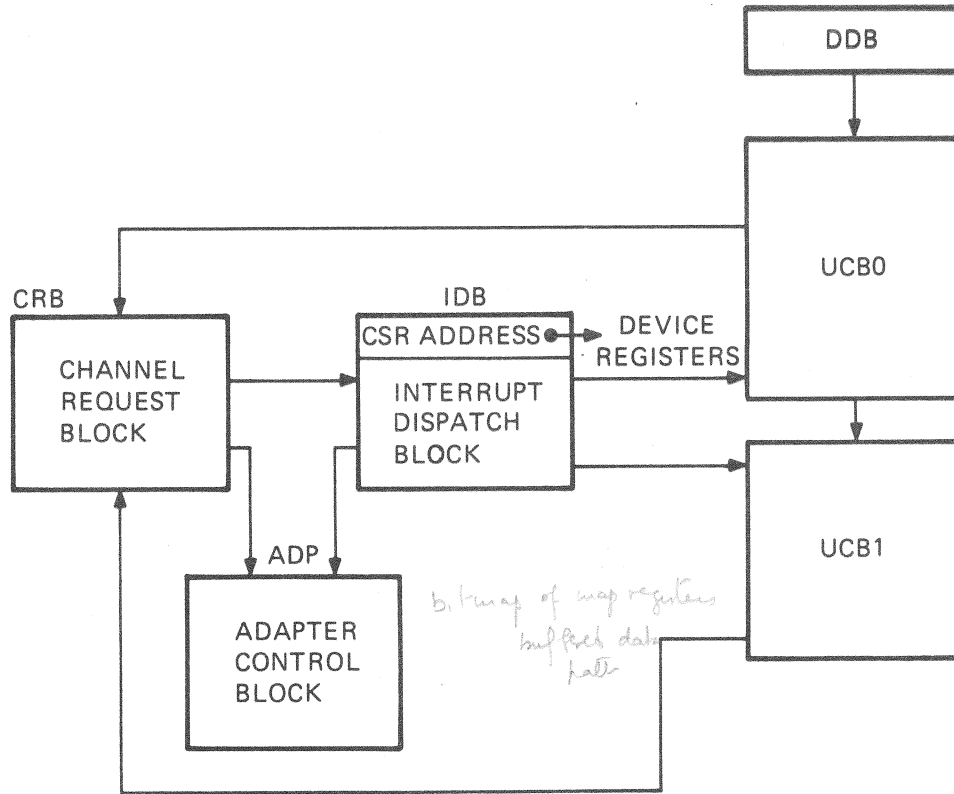 DDB
UCB0
CRB
IDB
CSR ADDRESS
DEVICE
REGISTERS
CHANNEL
REQUEST
BLOCK
INTERRUPT
DISPATCH
BLOCK
UCB1
ADP
ADAPTER
CONTROL
BLOCK
bitmap of map registers
buffered data
path